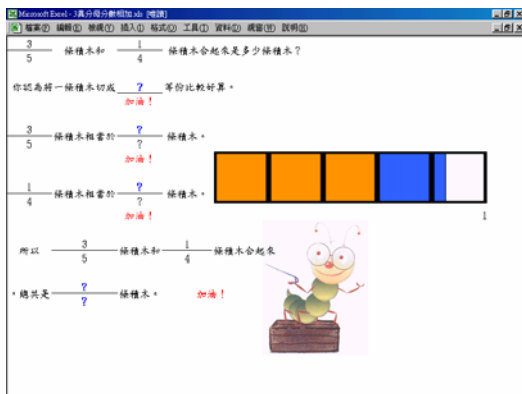 Microsoft Excel - 3真分母分數相加.xls [唯讀]
檔案(F) 編輯(E) 檢視(V) 插入(I) 格式(O) 工具(T) 資料(D) 視窗(W) 說明(H)
3/5 條積木和 1/4 條積木合起來是多少條積木?
你認為將一條積木切成 ? 等份比較好算。
加油!
3/5 條積木相當於 ?/? 條積木。
加油!
1/4 條積木相當於 ?/? 條積木。
加油!
1
所以 3/5 條積木和 1/4 條積木合起來
,總共是 ?/? 條積木。 加油!